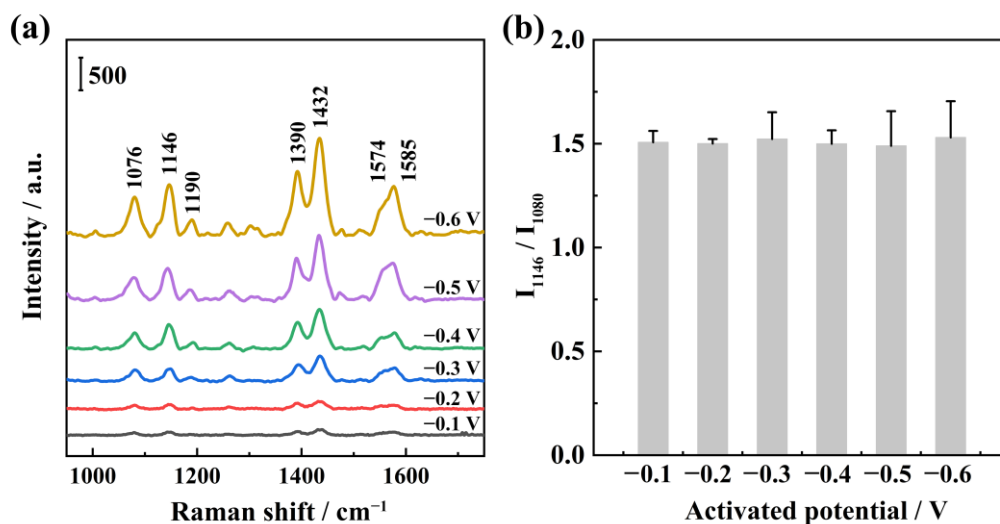 (a)
500
1076
1146
1190
1390
1432
1574
1585
−0.6 V
−0.5 V
−0.4 V
−0.3 V
−0.2 V
−0.1 V
Intensity / a.u.
1000 1200 1400 1600
Raman shift / cm⁻¹
(b)
2.0
1.5
1.0
0.5
0.0
I₁₁₄₆ / I₁₀₈₀
−0.1 −0.2 −0.3 −0.4 −0.5 −0.6
Activated potential / V